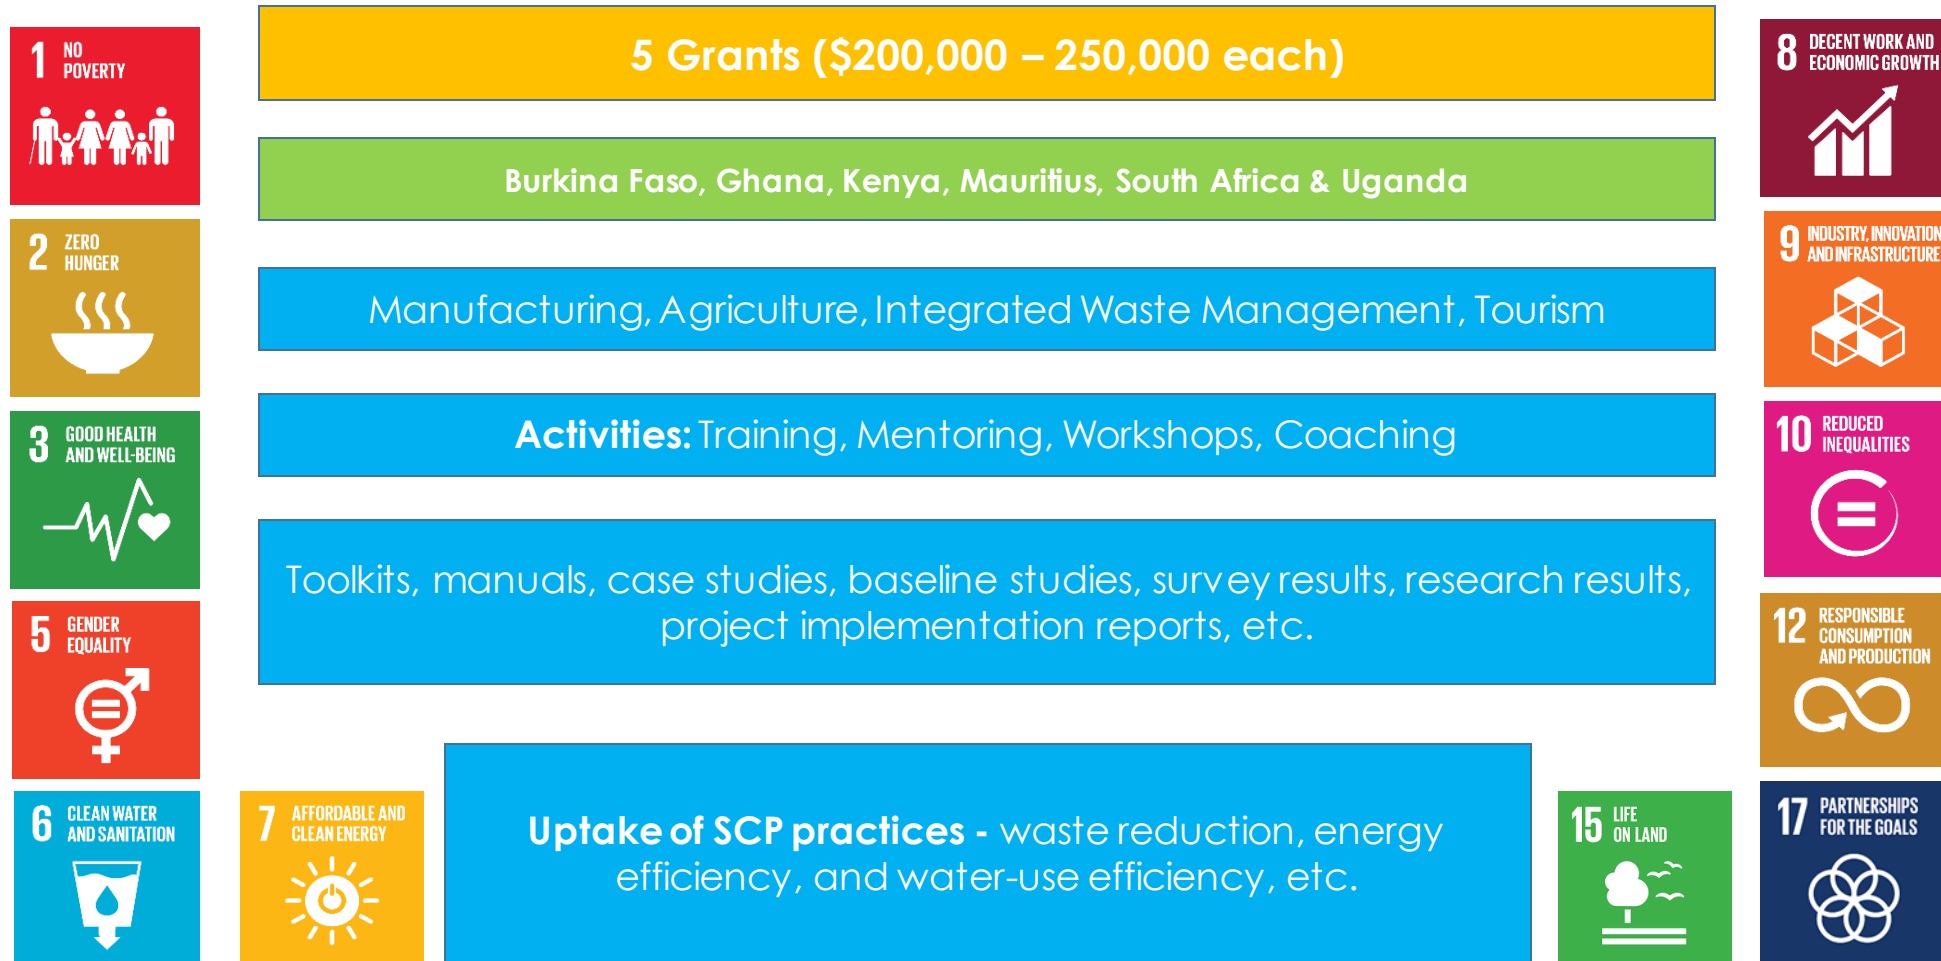 1 NO
POVERTY
2 ZERO
HUNGER
3 GOOD HEALTH
AND WELL-BEING
5 GENDER
EQUALITY
6 CLEAN WATER
AND SANITATION
7 AFFORDABLE AND
CLEAN ENERGY
5 Grants ($200,000 – 250,000 each)
Burkina Faso, Ghana, Kenya, Mauritius, South Africa & Uganda
Manufacturing, Agriculture, Integrated Waste Management, Tourism
Activities: Training, Mentoring, Workshops, Coaching
Toolkits, manuals, case studies, baseline studies, survey results, research results,
project implementation reports, etc.
Uptake of SCP practices - waste reduction, energy
efficiency, and water-use efficiency, etc.
8 DECENT WORK AND
ECONOMIC GROWTH
9 INDUSTRY, INNOVATION
AND INFRASTRUCTURE
10 REDUCED
INEQUALITIES
12 RESPONSIBLE
CONSUMPTION
AND PRODUCTION
15 LIFE
ON LAND
17 PARTNERSHIPS
FOR THE GOALS